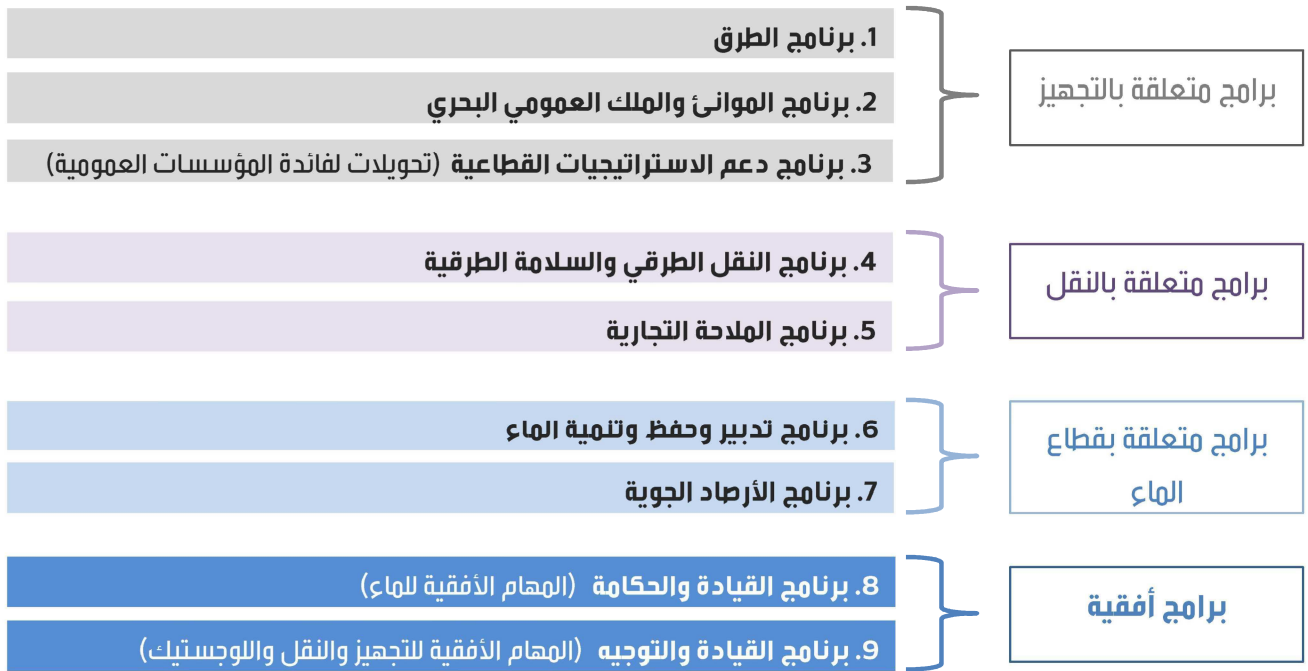 برامج متعلقة بالتجهيز
1. برنامج الطرق
2. برنامج الموانئ والملك العمومي البحري
3. برنامج دعم الاستراتيجيات القطاعية (تحويلات لفائدة المؤسسات العمومية)
برامج متعلقة بالنقل
4. برنامج النقل الطرقي والسلامة الطرقية
5. برنامج الملاحة التجارية
برامج متعلقة بقطاع
الماء
6. برنامج تدبير وحفظ وتنمية الماء
7. برنامج الأرصاد الجوية
برامج أفقية
8. برنامج القيادة والحكامة (المهام الأفقية للماء)
9. برنامج القيادة والتوجيه (المهام الأفقية للتجهيز والنقل واللوجستيك)